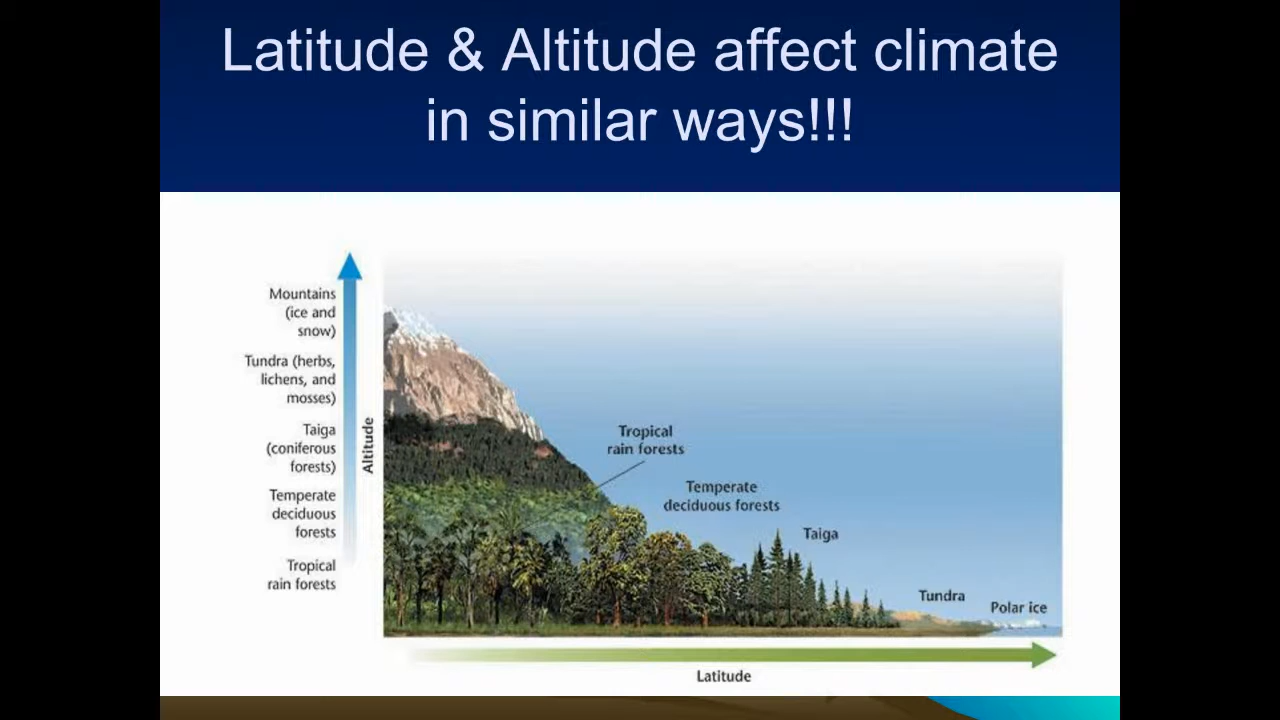 Latitude & Altitude affect climate
in similar ways!!!
Mountains
(ice and
snow)
Tundra (herbs,
lichens, and
mosses)
Taiga
(coniferous
forests)
Temperate
deciduous
forests
Tropical
rain forests
Altitude
Tropical
rain forests
Temperate
deciduous forests
Taiga
Tundra
Polar ice
Latitude